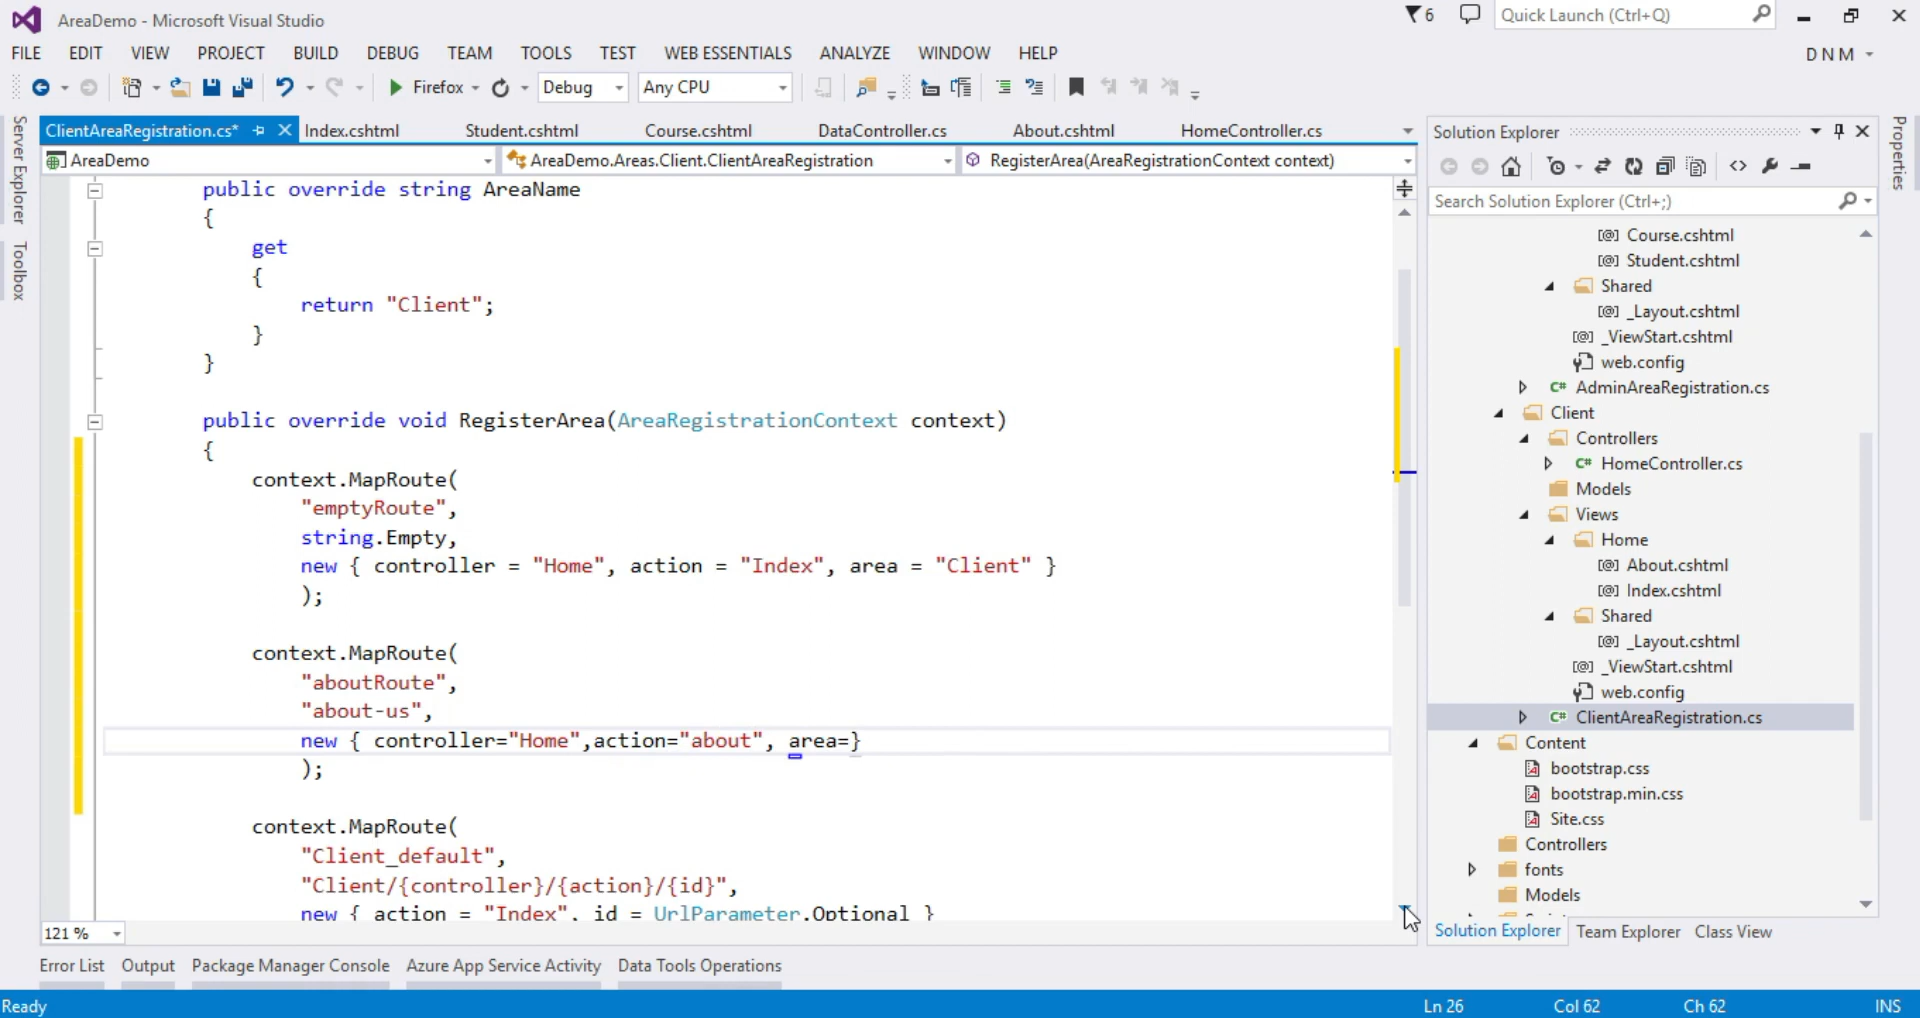 AreaDemo - Microsoft Visual Studio
6
Quick Launch (Ctrl+Q)
FILE EDIT VIEW PROJECT BUILD DEBUG TEAM TOOLS TEST WEB ESSENTIALS ANALYZE WINDOW HELP
D N M
Firefox Debug Any CPU
Server Explorer
Toolbox
ClientAreaRegistration.cs* Index.cshtml Student.cshtml Course.cshtml DataController.cs About.cshtml HomeController.cs
AreaDemo AreaDemo.Areas.Client.ClientAreaRegistration RegisterArea(AreaRegistrationContext context)
public override string AreaName
{
get
{
return "Client";
}
}
public override void RegisterArea(AreaRegistrationContext context)
{
context.MapRoute(
"emptyRoute",
string.Empty,
new { controller = "Home", action = "Index", area = "Client" }
);
context.MapRoute(
"aboutRoute",
"about-us",
new { controller="Home",action="about", area=}
);
context.MapRoute(
"Client_default",
"Client/{controller}/{action}/{id}",
new { action = "Index", id = UrlParameter.Optional }
121 %
Solution Explorer
Search Solution Explorer (Ctrl+;)
[@] Course.cshtml
[@] Student.cshtml
Shared
[@] _Layout.cshtml
[@] _ViewStart.cshtml
web.config
C# AdminAreaRegistration.cs
Client
Controllers
C# HomeController.cs
Models
Views
Home
[@] About.cshtml
[@] Index.cshtml
Shared
[@] _Layout.cshtml
[@] _ViewStart.cshtml
web.config
C# ClientAreaRegistration.cs
Content
bootstrap.css
bootstrap.min.css
Site.css
Controllers
fonts
Models
Solution Explorer Team Explorer Class View
Properties
Error List Output Package Manager Console Azure App Service Activity Data Tools Operations
Ready Ln 26 Col 62 Ch 62 INS